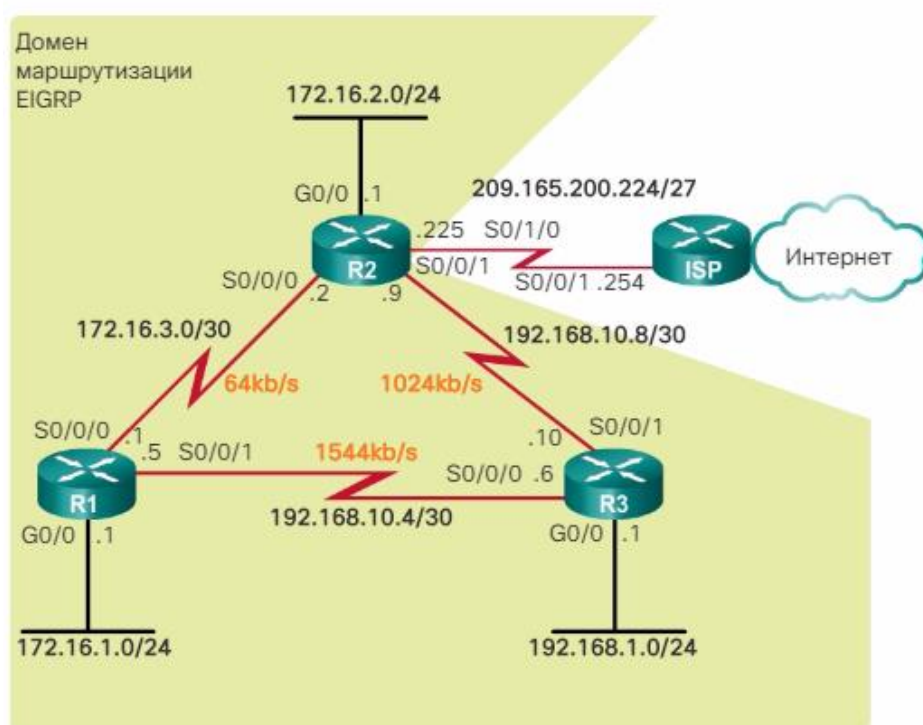 Домен
маршрутизации
EIGRP
172.16.2.0/24
G0/0 .1
209.165.200.224/27
.225 S0/1/0
R2
ISP
Интернет
S0/0/0
S0/0/1
.2
.9
S0/0/1 .254
172.16.3.0/30
192.168.10.8/30
64kb/s
1024kb/s
S0/0/0 .1
.10
S0/0/1
.5 S0/0/1
1544kb/s
S0/0/0 .6
R1
192.168.10.4/30
R3
G0/0 .1
G0/0 .1
172.16.1.0/24
192.168.1.0/24